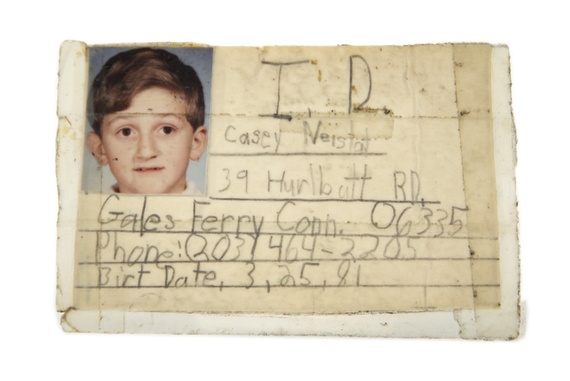 I. D.
Casey Neistat
39 Hurlbutt RD.
Gales Ferry Conn. 06335
Phone: (203) 464-2205
Birt Date, 3, 25, 81